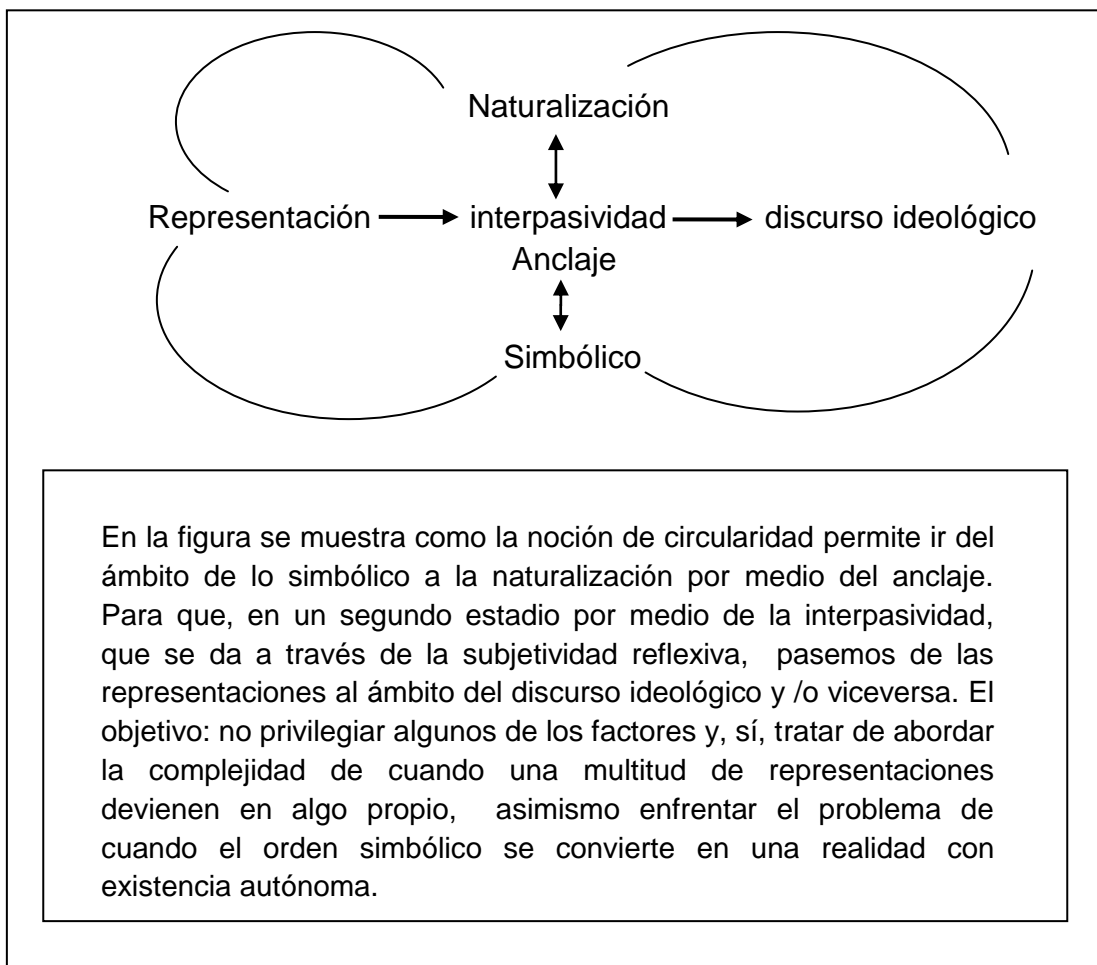 Naturalización
Representación interpasividad discurso ideológico
Anclaje
Simbólico
En la figura se muestra como la noción de circularidad permite ir del
ámbito de lo simbólico a la naturalización por medio del anclaje.
Para que, en un segundo estadio por medio de la interpasividad,
que se da a través de la subjetividad reflexiva, pasemos de las
representaciones al ámbito del discurso ideológico y /o viceversa. El
objetivo: no privilegiar algunos de los factores y, sí, tratar de abordar
la complejidad de cuando una multitud de representaciones
devienen en algo propio, asimismo enfrentar el problema de
cuando el orden simbólico se convierte en una realidad con
existencia autónoma.